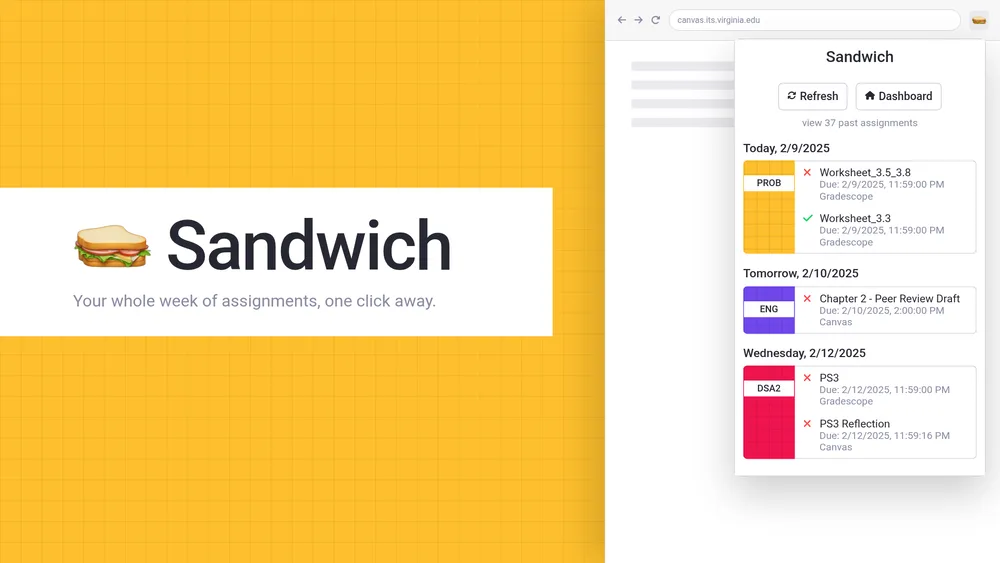 Sandwich
Your whole week of assignments, one click away.
canvas.its.virginia.edu
Sandwich
Refresh
Dashboard
view 37 past assignments
Today, 2/9/2025
PROB
Worksheet_3.5_3.8
Due: 2/9/2025, 11:59:00 PM
Gradescope
Worksheet_3.3
Due: 2/9/2025, 11:59:00 PM
Gradescope
Tomorrow, 2/10/2025
ENG
Chapter 2 - Peer Review Draft
Due: 2/10/2025, 2:00:00 PM
Canvas
Wednesday, 2/12/2025
DSA2
PS3
Due: 2/12/2025, 11:59:00 PM
Gradescope
PS3 Reflection
Due: 2/12/2025, 11:59:16 PM
Canvas